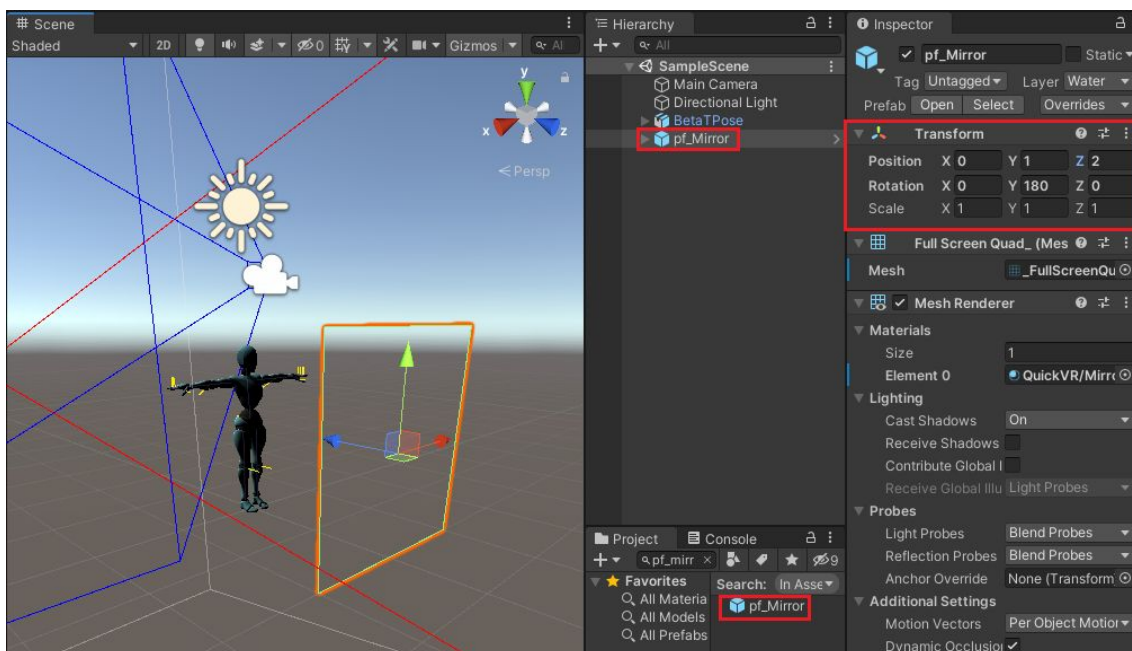 # Scene
Shaded 2D 0 Gizmos All
y
x z
Persp
Hierarchy
+ All
SampleScene
Main Camera
Directional Light
BetaTPose
pf_Mirror
Project Console
+ pf_mirr × 9
Favorites
All Materia
All Models
All Prefabs
Search: In Asse
pf_Mirror
Inspector
pf_Mirror Static
Tag Untagged Layer Water
Prefab Open Select Overrides
Transform
Position X 0 Y 1 Z 2
Rotation X 0 Y 180 Z 0
Scale X 1 Y 1 Z 1
Full Screen Quad_ (Mes
Mesh _FullScreenQu
Mesh Renderer
Materials
Size 1
Element 0 QuickVR/Mirrc
Lighting
Cast Shadows On
Receive Shadows
Contribute Global I
Receive Global Illu Light Probes
Probes
Light Probes Blend Probes
Reflection Probes Blend Probes
Anchor Override None (Transform
Additional Settings
Motion Vectors Per Object Motior
Dynamic Occlusior